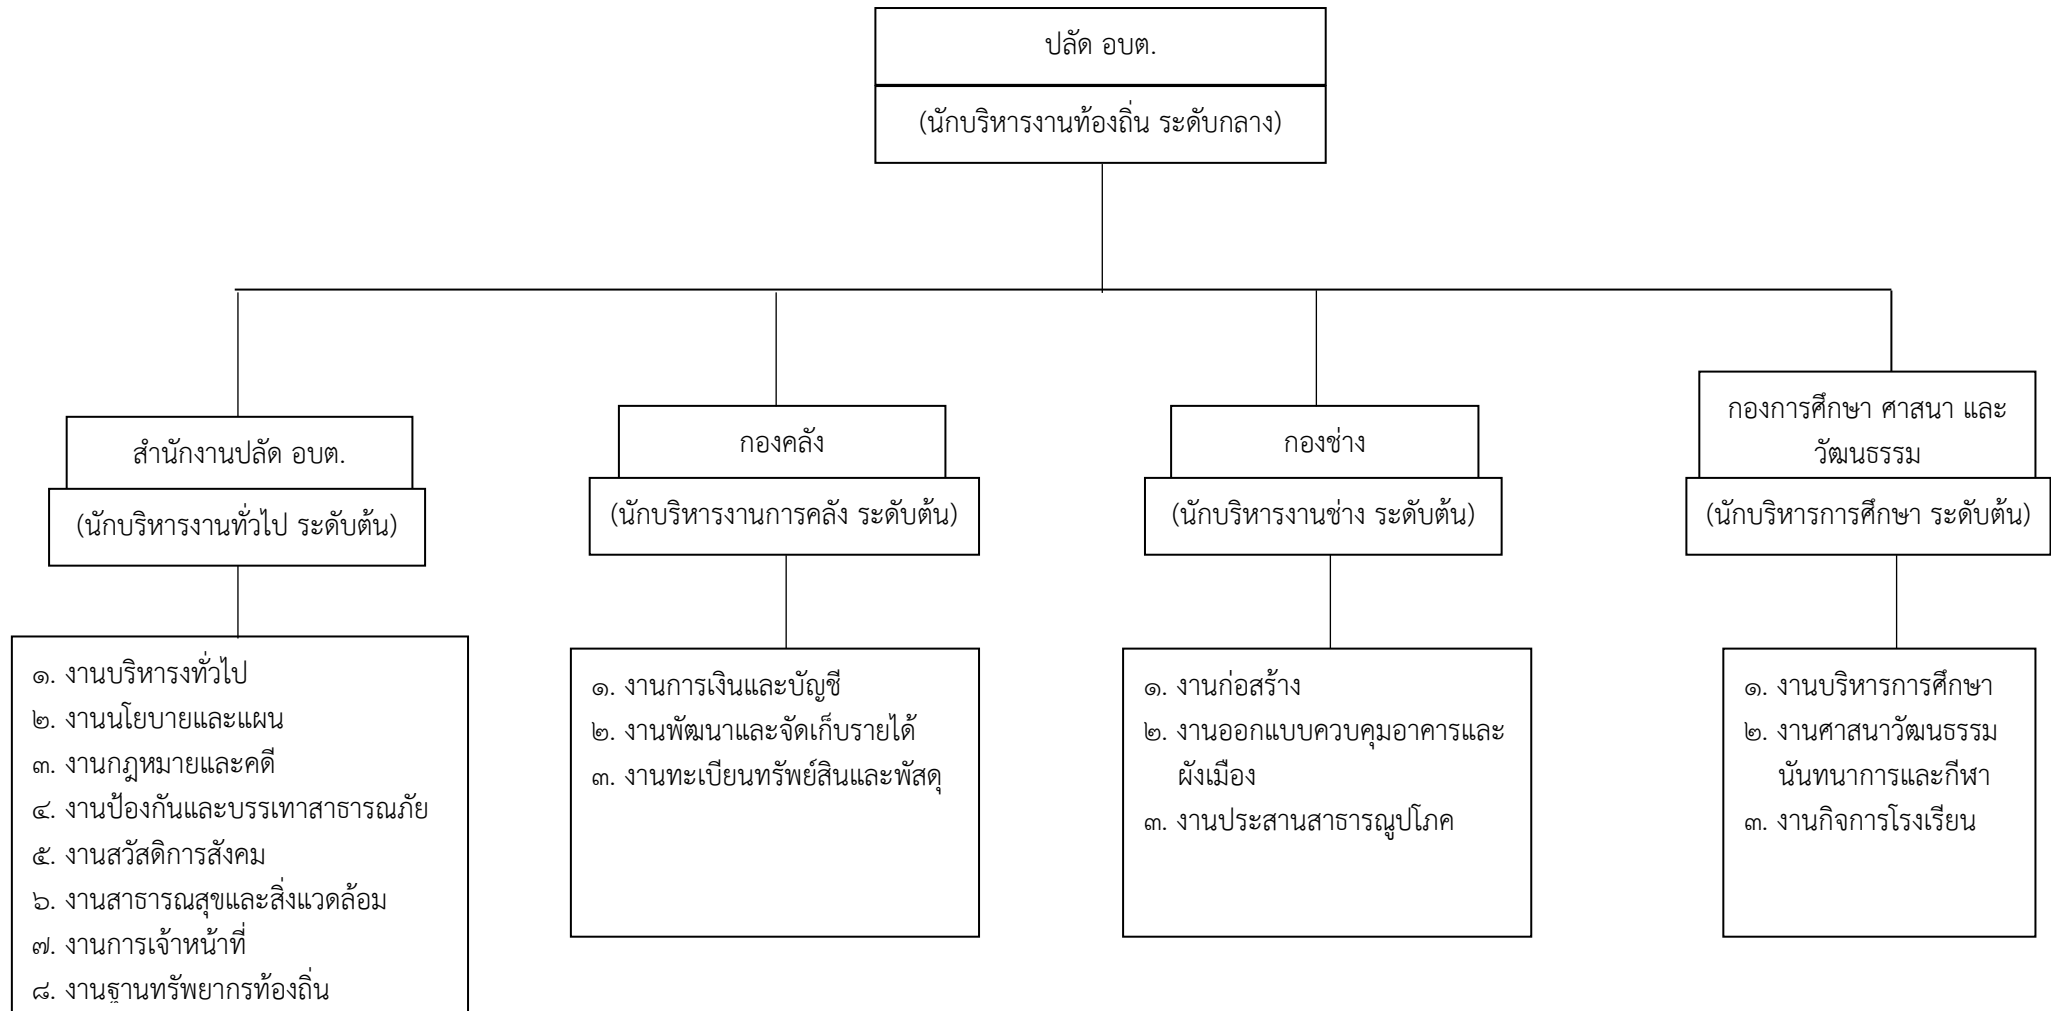 ปลัด อบต.
(นักบริหารงานท้องถิ่น ระดับกลาง)
สำนักงานปลัด อบต.
(นักบริหารงานทั่วไป ระดับต้น)
๑. งานบริหารงทั่วไป
๒. งานนโยบายและแผน
๓. งานกฎหมายและคดี
๔. งานป้องกันและบรรเทาสาธารณภัย
๕. งานสวัสดิการสังคม
๖. งานสาธารณสุขและสิ่งแวดล้อม
๗. งานการเจ้าหน้าที่
๘. งานฐานทรัพยากรท้องถิ่น
กองคลัง
(นักบริหารงานการคลัง ระดับต้น)
๑. งานการเงินและบัญชี
๒. งานพัฒนาและจัดเก็บรายได้
๓. งานทะเบียนทรัพย์สินและพัสดุ
กองช่าง
(นักบริหารงานช่าง ระดับต้น)
๑. งานก่อสร้าง
๒. งานออกแบบควบคุมอาคารและ
ผังเมือง
๓. งานประสานสาธารณูปโภค
กองการศึกษา ศาสนา และ
วัฒนธรรม
(นักบริหารการศึกษา ระดับต้น)
๑. งานบริหารการศึกษา
๒. งานศาสนาวัฒนธรรม
นันทนาการและกีฬา
๓. งานกิจการโรงเรียน